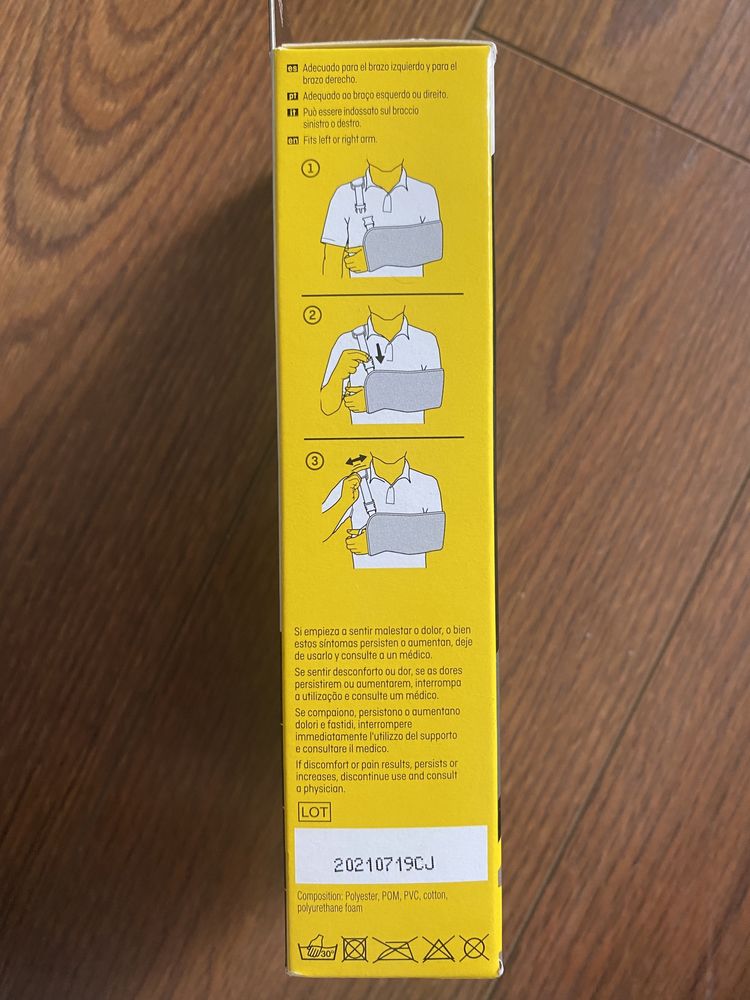 es Adecuado para el brazo izquierdo y para el
brazo derecho.
pt Adequado ao braço esquerdo ou direito.
it Può essere indossato sul braccio
sinistro o destro.
en Fits left or right arm.
1
2
3
Si empieza a sentir malestar o dolor, o bien
estos síntomas persisten o aumentan, deje
de usarlo y consulte a un médico.
Se sentir desconforto ou dor, se as dores
persistirem ou aumentarem, interrompa
a utilização e consulte um médico.
Se compaiono, persistono o aumentano
dolori e fastidi, interrompere
immediatamente l'utilizzo del supporto
e consultare il medico.
If discomfort or pain results, persists or
increases, discontinue use and consult
a physician.
LOT
20210719CJ
Composition: Polyester, POM, PVC, cotton,
polyurethane foam
30°